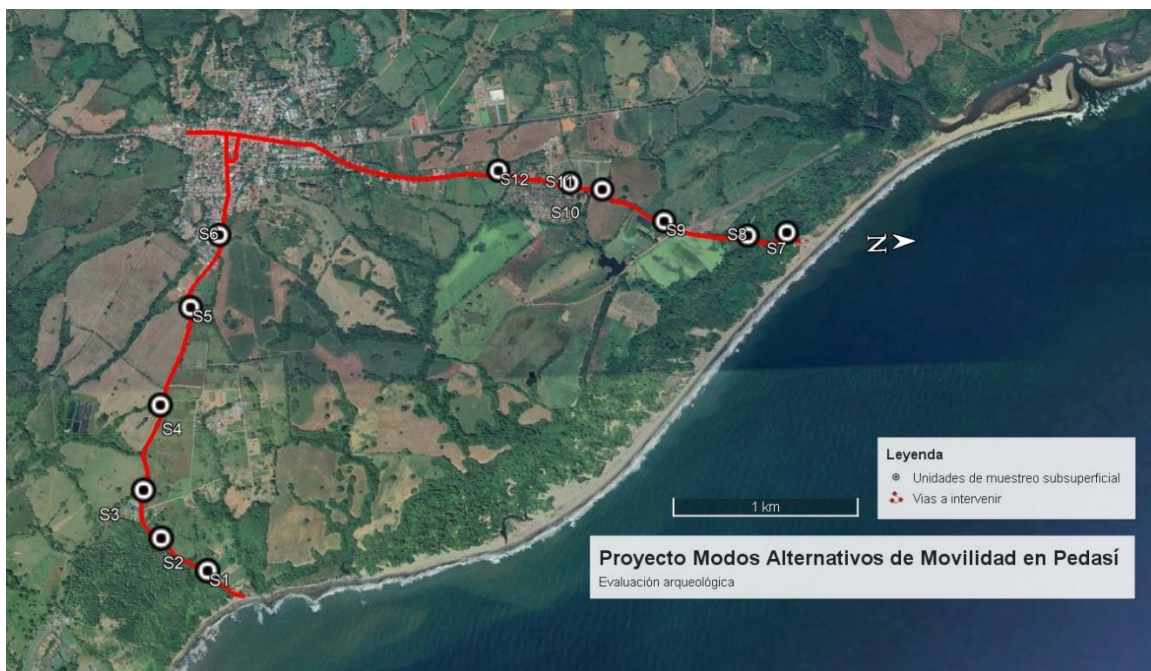 S12
S11
S10
S9
S8
S7
S6
S5
S4
S3
S2
S1
N
Leyenda
Unidades de muestreo subsuperficial
Vias a intervenir
1 km
Proyecto Modos Alternativos de Movilidad en Pedasí
Evaluación arqueológica